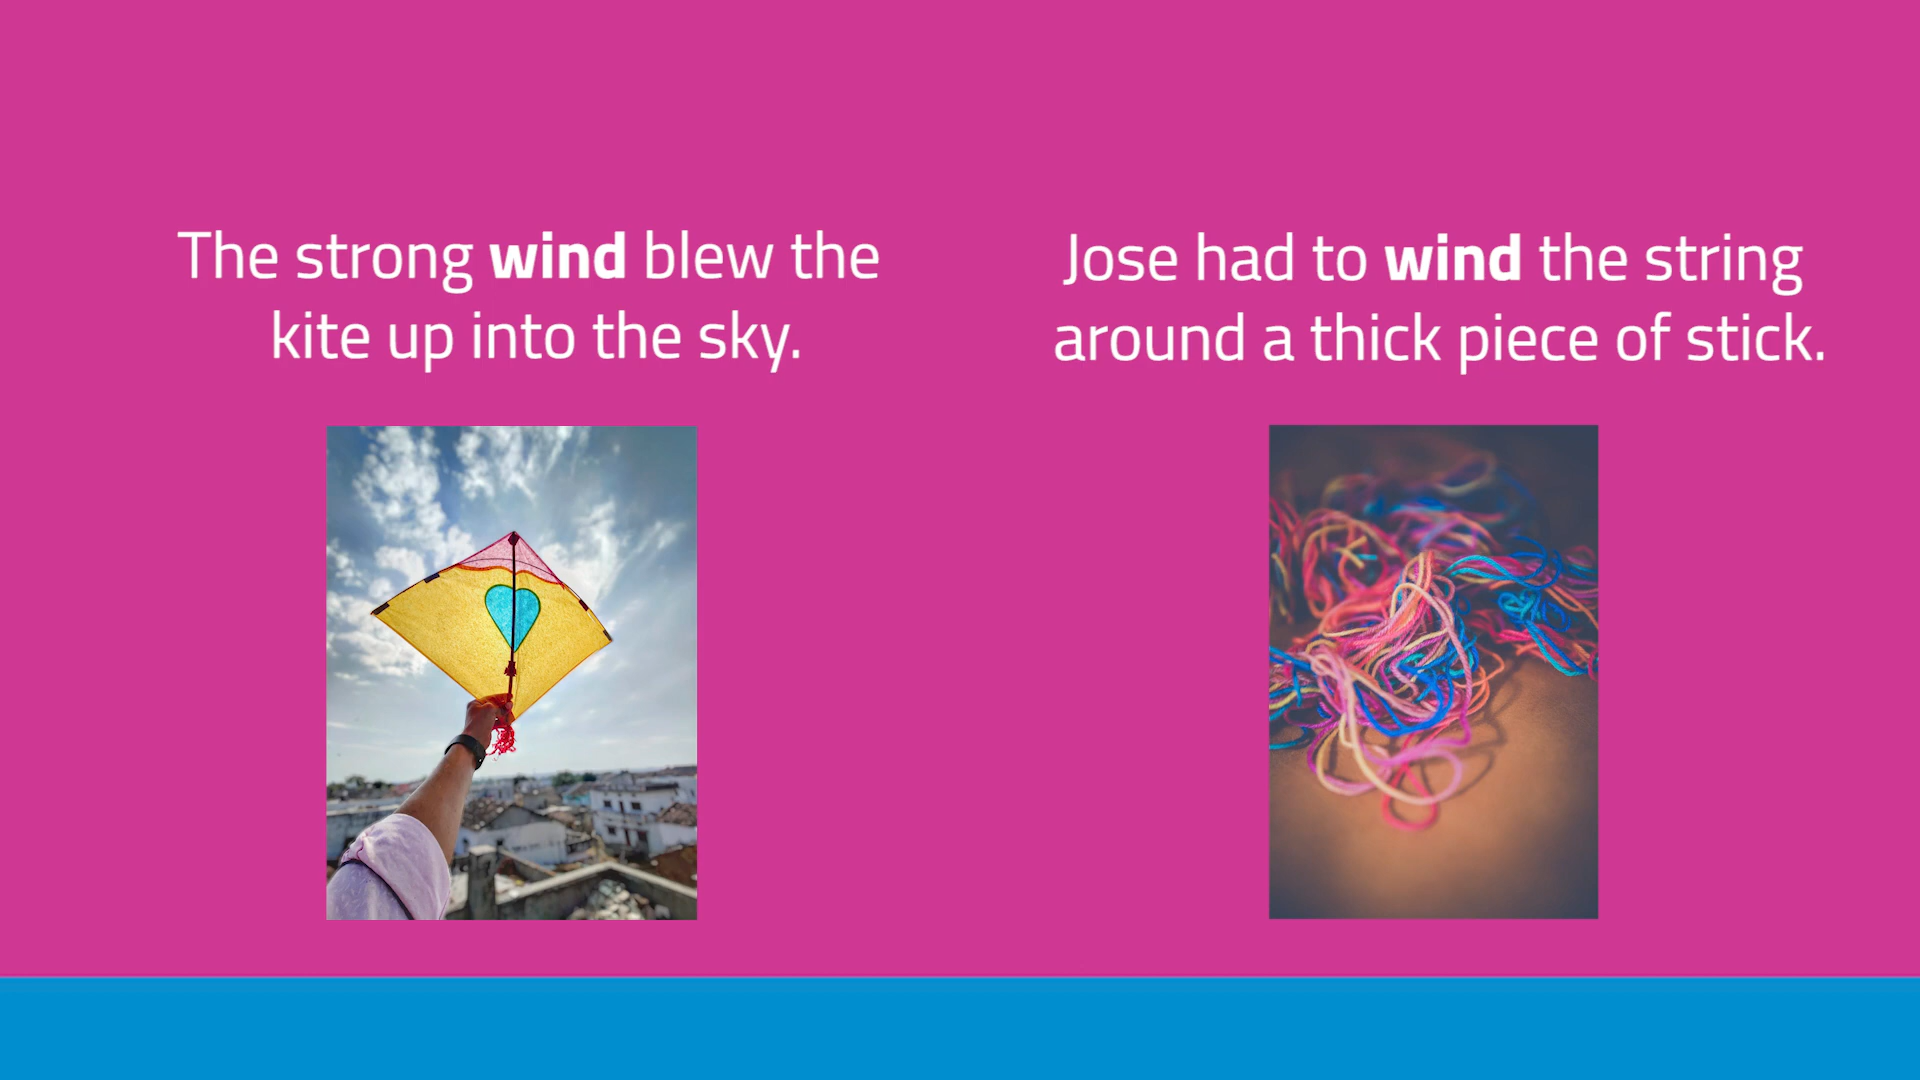 The strong wind blew the
kite up into the sky.
Jose had to wind the string
around a thick piece of stick.